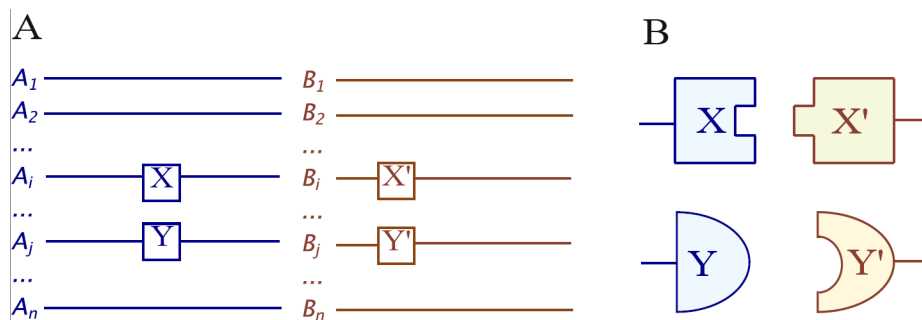 A
A1
A2
...
Ai X
...
Aj Y
...
An
B1
B2
...
Bi X'
...
Bj Y'
...
Bn
B
X X'
Y Y'